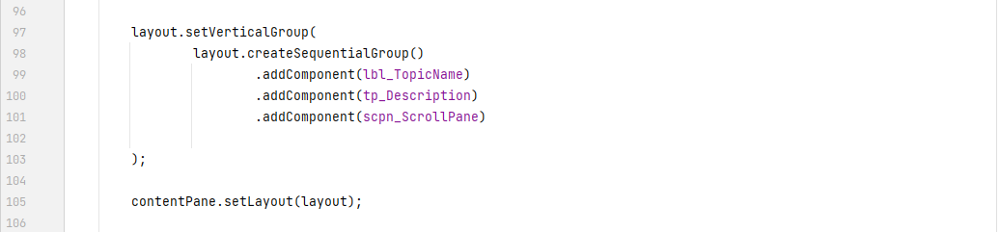 96
97 layout.setVerticalGroup(
98 layout.createSequentialGroup()
99 .addComponent(lbl_TopicName)
100 .addComponent(tp_Description)
101 .addComponent(scpn_ScrollPane)
102
103 );
104
105 contentPane.setLayout(layout);
106